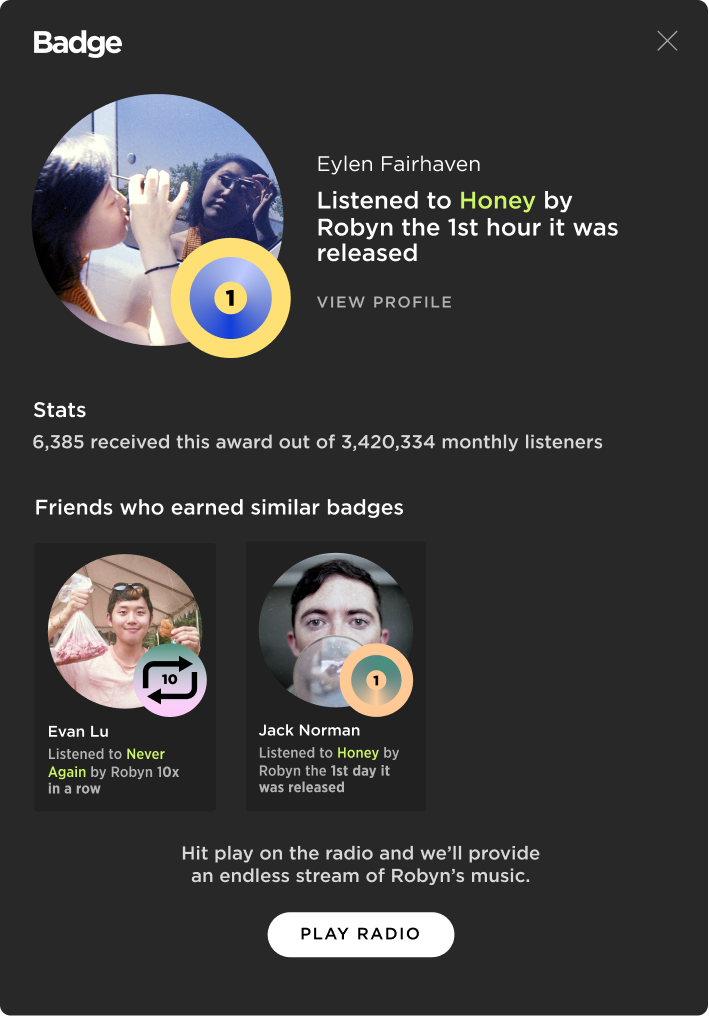 Badge
Eylen Fairhaven
Listened to Honey by
Robyn the 1st hour it was
released
VIEW PROFILE
1
Stats
6,385 received this award out of 3,420,334 monthly listeners
Friends who earned similar badges
10
Evan Lu
Listened to Never
Again by Robyn 10x
in a row
1
Jack Norman
Listened to Honey by
Robyn the 1st day it
was released
Hit play on the radio and we’ll provide
an endless stream of Robyn’s music.
PLAY RADIO